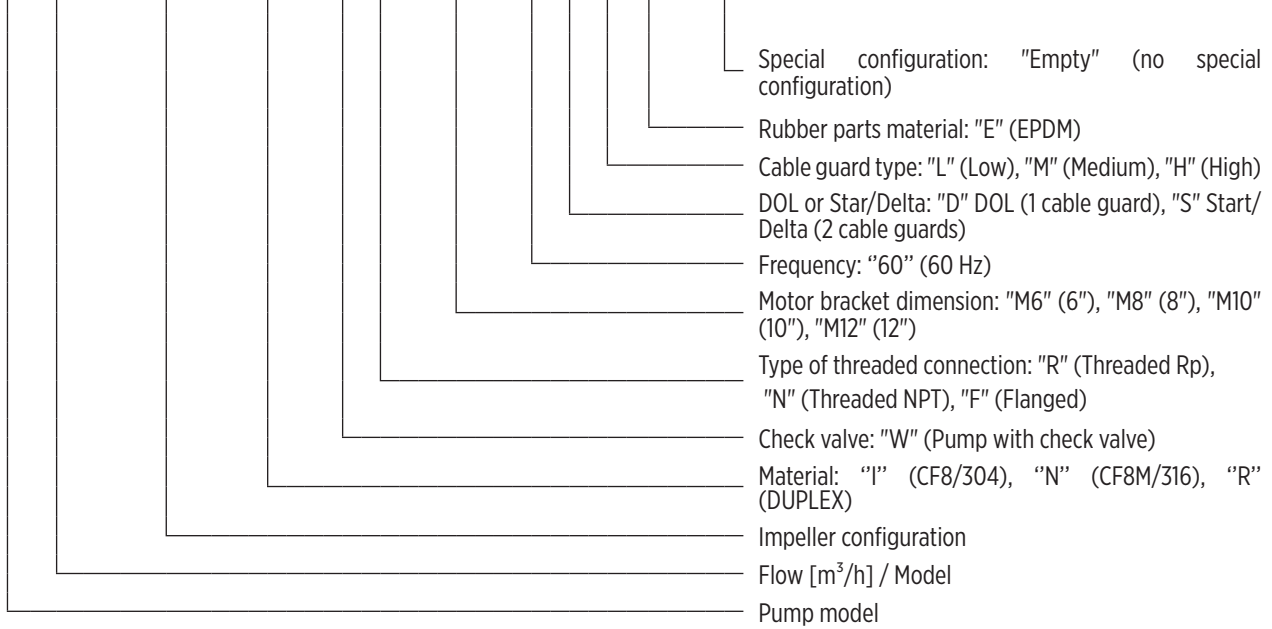 Special configuration: "Empty" (no special
configuration)
Rubber parts material: "E" (EPDM)
Cable guard type: "L" (Low), "M" (Medium), "H" (High)
DOL or Star/Delta: "D" DOL (1 cable guard), "S" Start/
Delta (2 cable guards)
Frequency: ‘’60’’ (60 Hz)
Motor bracket dimension: "M6" (6"), "M8" (8"), "M10"
(10"), "M12" (12")
Type of threaded connection: "R" (Threaded Rp),
"N" (Threaded NPT), "F" (Flanged)
Check valve: "W" (Pump with check valve)
Material: ‘’I’’ (CF8/304), ‘’N’’ (CF8M/316), ‘’R’’
(DUPLEX)
Impeller configuration
Flow [m³/h] / Model
Pump model